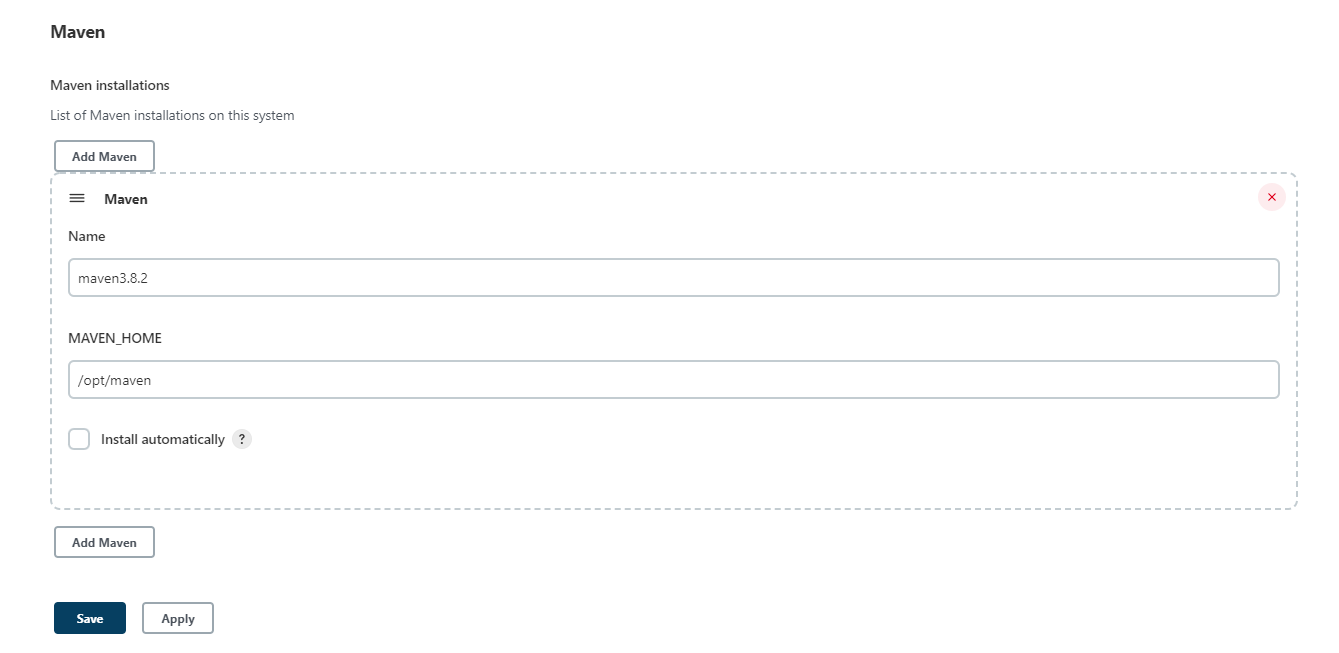 Maven
Maven installations
List of Maven installations on this system
Add Maven
Maven
Name
maven3.8.2
MAVEN_HOME
/opt/maven
Install automatically ?
Add Maven
Save Apply